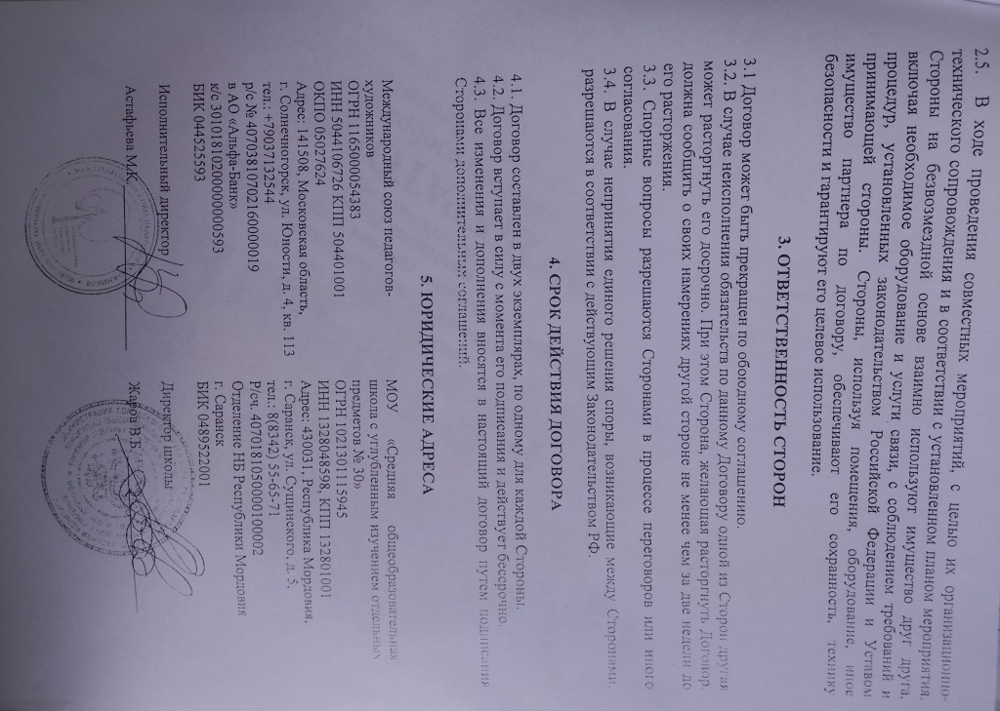 2.5. В ходе проведения совместных мероприятий, с целью их организационно-
технического сопровождения и в соответствии с установленном планом мероприятия,
Стороны на безвозмездной основе взаимно используют имущество друг друга,
включая необходимое оборудование и услуги связи, с соблюдением требований и
процедур, установленных законодательством Российской Федерации и Уставом
принимающей стороны. Стороны, используя помещения, оборудование, иное
имущество партнера по договору, обеспечивают его сохранность, технику
безопасности и гарантируют его целевое использование.
3. ОТВЕТСТВЕННОСТЬ СТОРОН
3.1 Договор может быть прекращен по обоюдному соглашению.
3.2. В случае неисполнения обязательств по данному Договору одной из Сторон другая
может расторгнуть его досрочно. При этом Сторона, желающая расторгнуть Договор,
должна сообщить о своих намерениях другой стороне не менее чем за две недели до
его расторжения.
3.3. Спорные вопросы разрешаются Сторонами в процессе переговоров или иного
согласования.
3.4. В случае непринятия единого решения споры, возникающие между Сторонами,
разрешаются в соответствии с действующим Законодательством РФ.
4. СРОК ДЕЙСТВИЯ ДОГОВОРА
4.1. Договор составлен в двух экземплярах, по одному для каждой Стороны.
4.2. Договор вступает в силу с момента его подписания и действует бессрочно.
4.3. Все изменения и дополнения вносятся в настоящий договор путем подписания
Сторонами дополнительных соглашений.
5. ЮРИДИЧЕСКИЕ АДРЕСА
Международный союз педагогов-
художников
ОГРН 1165000054383
ИНН 5044106726 КПП 504401001
ОКПО 05027624
Адрес: 141508, Московская область,
г. Солнечногорск, ул. Юности, д. 4, кв. 113
тел.: +79037132544
р/с № 40703810702160000019
в АО «Альфа-Банк»
к/с 30101810200000000593
БИК 044525593
Исполнительный директор
Астафьева М.К.
МОУ «Средняя общеобразовательная
школа с углубленным изучением отдельных
предметов № 30»
ОГРН 1021301115945
ИНН 1328048598, КПП 132801001
Адрес: 430031, Республика Мордовия,
г. Саранск, ул. Сущинского, д. 5,
тел.: 8(8342) 55-65-71
Р/сч. 40701810500001000002
Отделение НБ Республики Мордовия
г. Саранск
БИК 0489522001
Директор школы
Жаров В.Б.